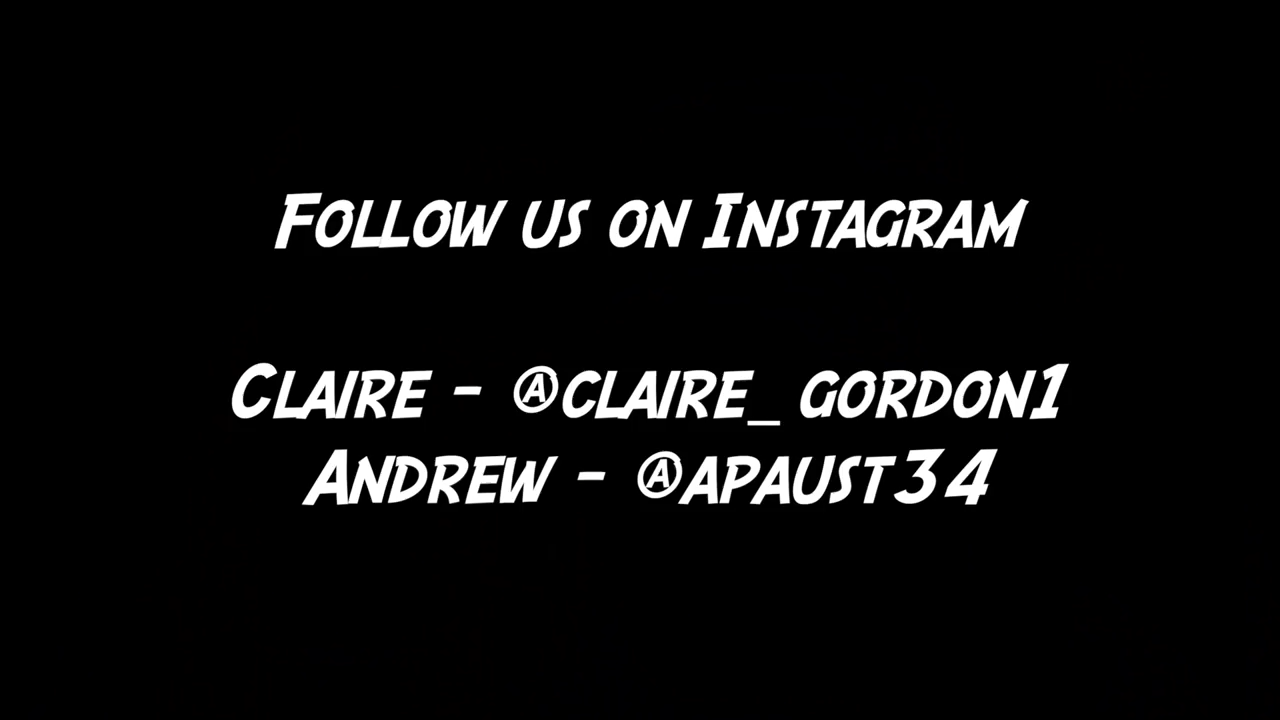 Follow us on Instagram
Claire - @claire_gordon1
Andrew - @apaust34